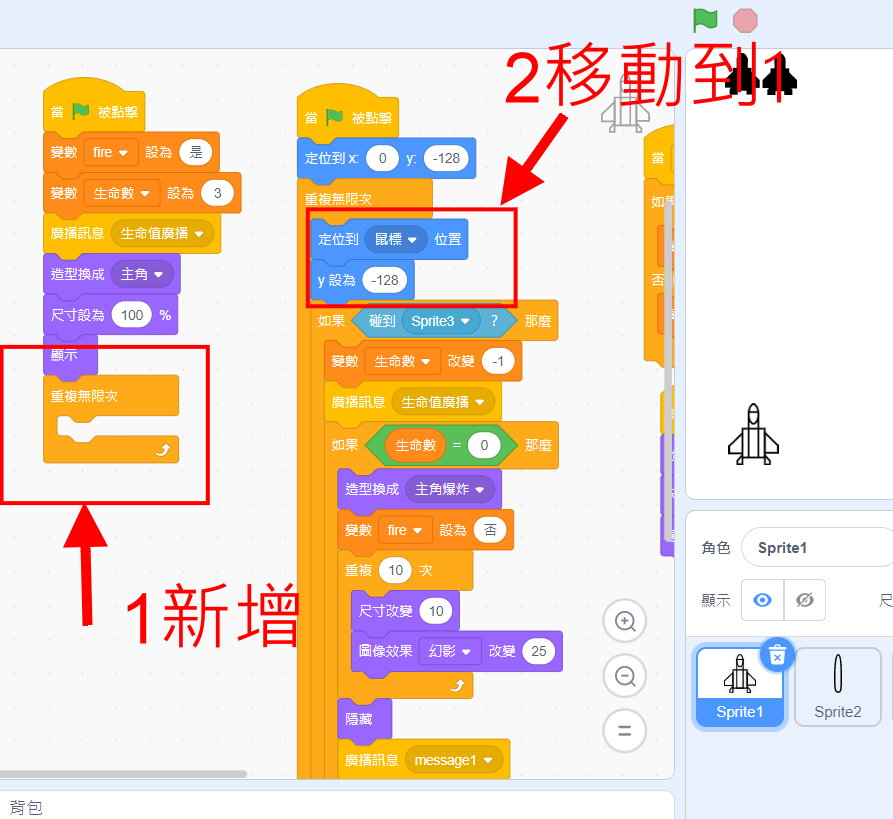 2移動到1
當 被點擊
變數 fire 設為 是
變數 生命數 設為 3
廣播訊息 生命值廣播
造型換成 主角
尺寸設為 100 %
顯示
重複無限次
1新增
當 被點擊
定位到 x: 0 y: -128
重複無限次
定位到 鼠標 位置
y 設為 -128
如果 碰到 Sprite3 ? 那麼
變數 生命數 改變 -1
廣播訊息 生命值廣播
如果 生命數 = 0 那麼
造型換成 主角爆炸
變數 fire 設為 否
重複 10 次
尺寸改變 10
圖像效果 幻影 改變 25
隱藏
廣播訊息 message1
當
如果
否
角色 Sprite1
顯示
尺
Sprite1
Sprite2
背包